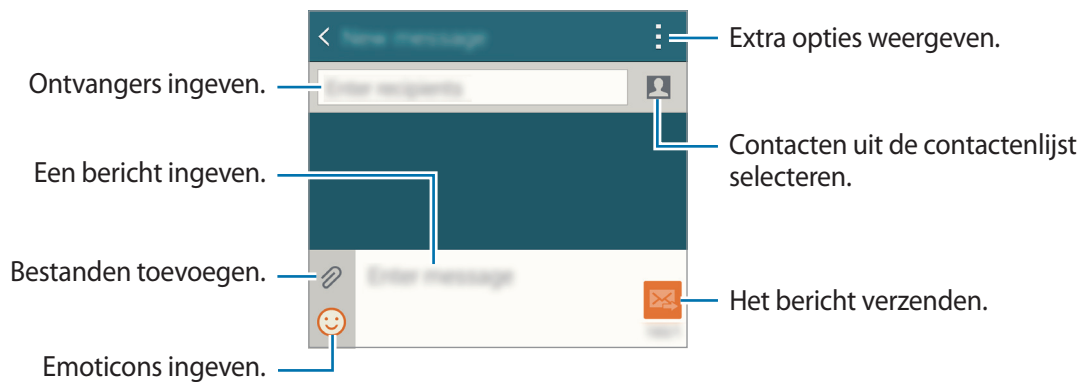 New message
Extra opties weergeven.
Ontvangers ingeven.
Enter recipients
Contacten uit de contactenlijst
selecteren.
Een bericht ingeven.
Bestanden toevoegen.
Enter message
Het bericht verzenden.
Emoticons ingeven.